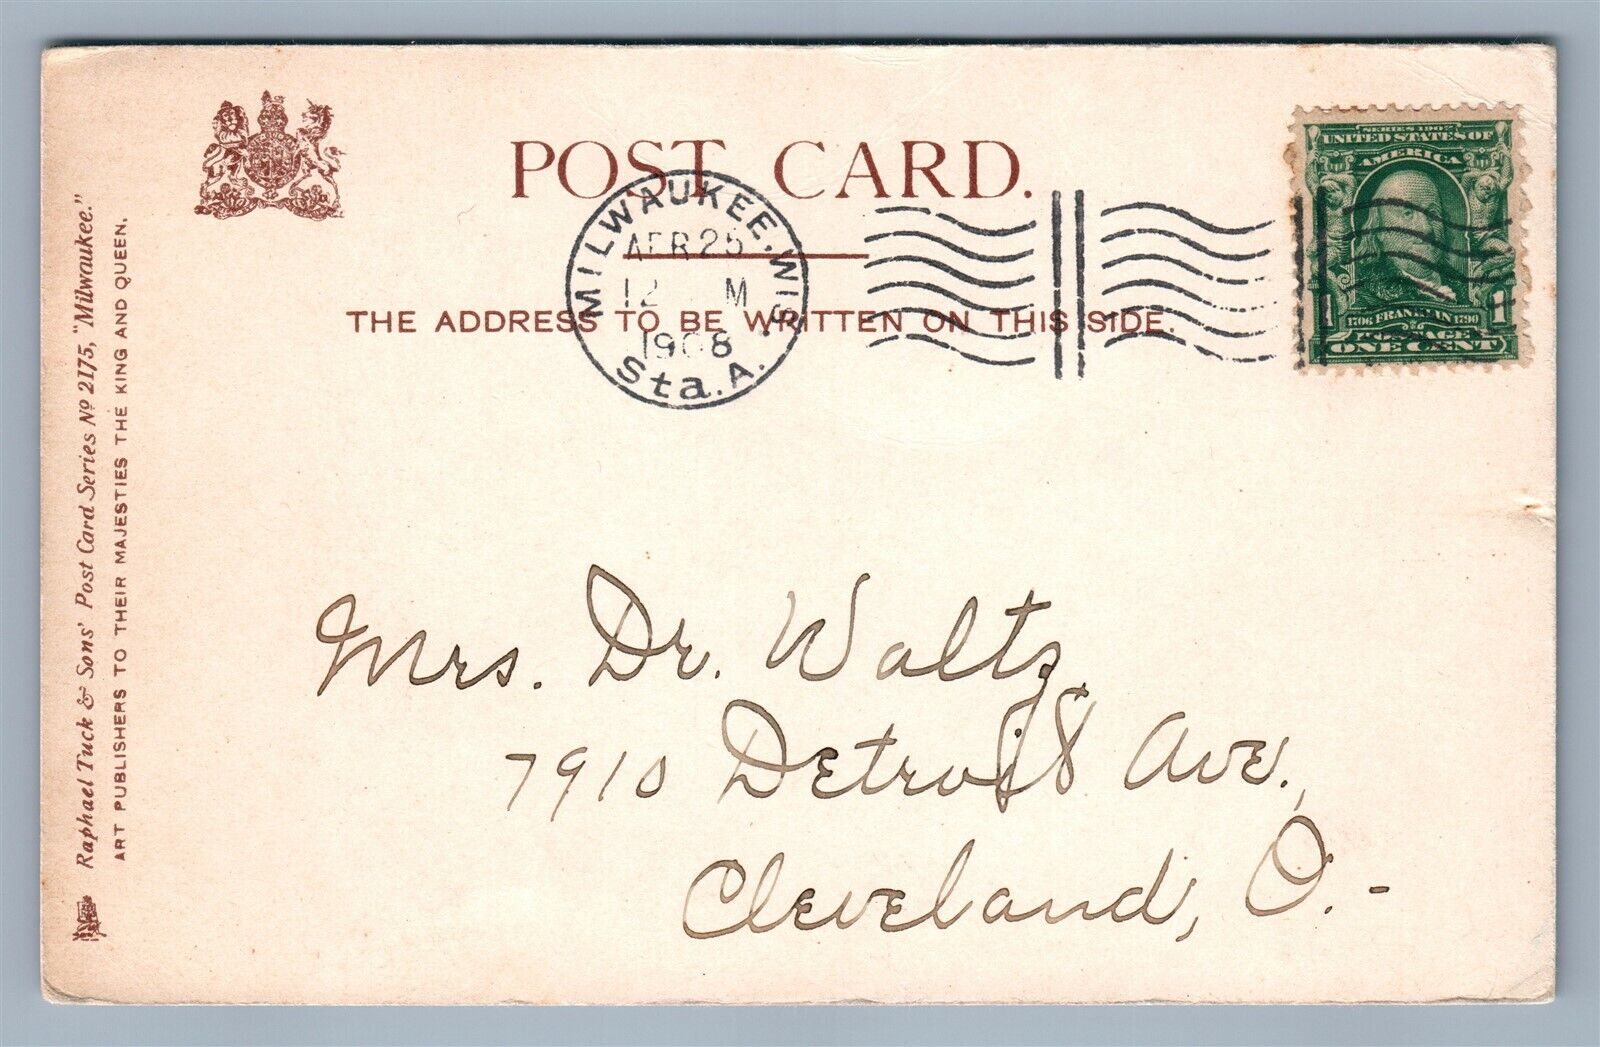 POST CARD.
MILWAUKEE, WIS.
APR 25
12 M
1908
Sta. A.
SERIES 1902
UNITED STATES OF
AMERICA
1 1
1706 FRANKLIN 1790
POSTAGE
ONE CENT
THE ADDRESS TO BE WRITTEN ON THIS SIDE.
Raphael Tuck & Sons' Post Card Series No 2175, "Milwaukee."
ART PUBLISHERS TO THEIR MAJESTIES THE KING AND QUEEN.
Mrs. Dr. Waltz
7910 Detroit Ave.,
Cleveland, O.-